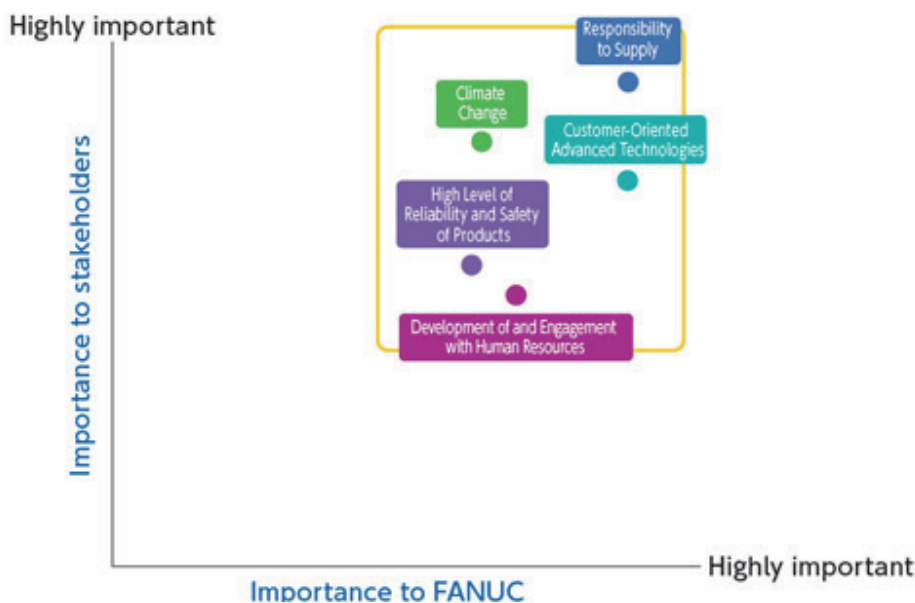 Highly important
Responsibility
to Supply
Climate
Change
Customer-Oriented
Advanced Technologies
High Level of
Reliability and Safety
of Products
Development of and Engagement
with Human Resources
Importance to stakeholders
Highly important
Importance to FANUC